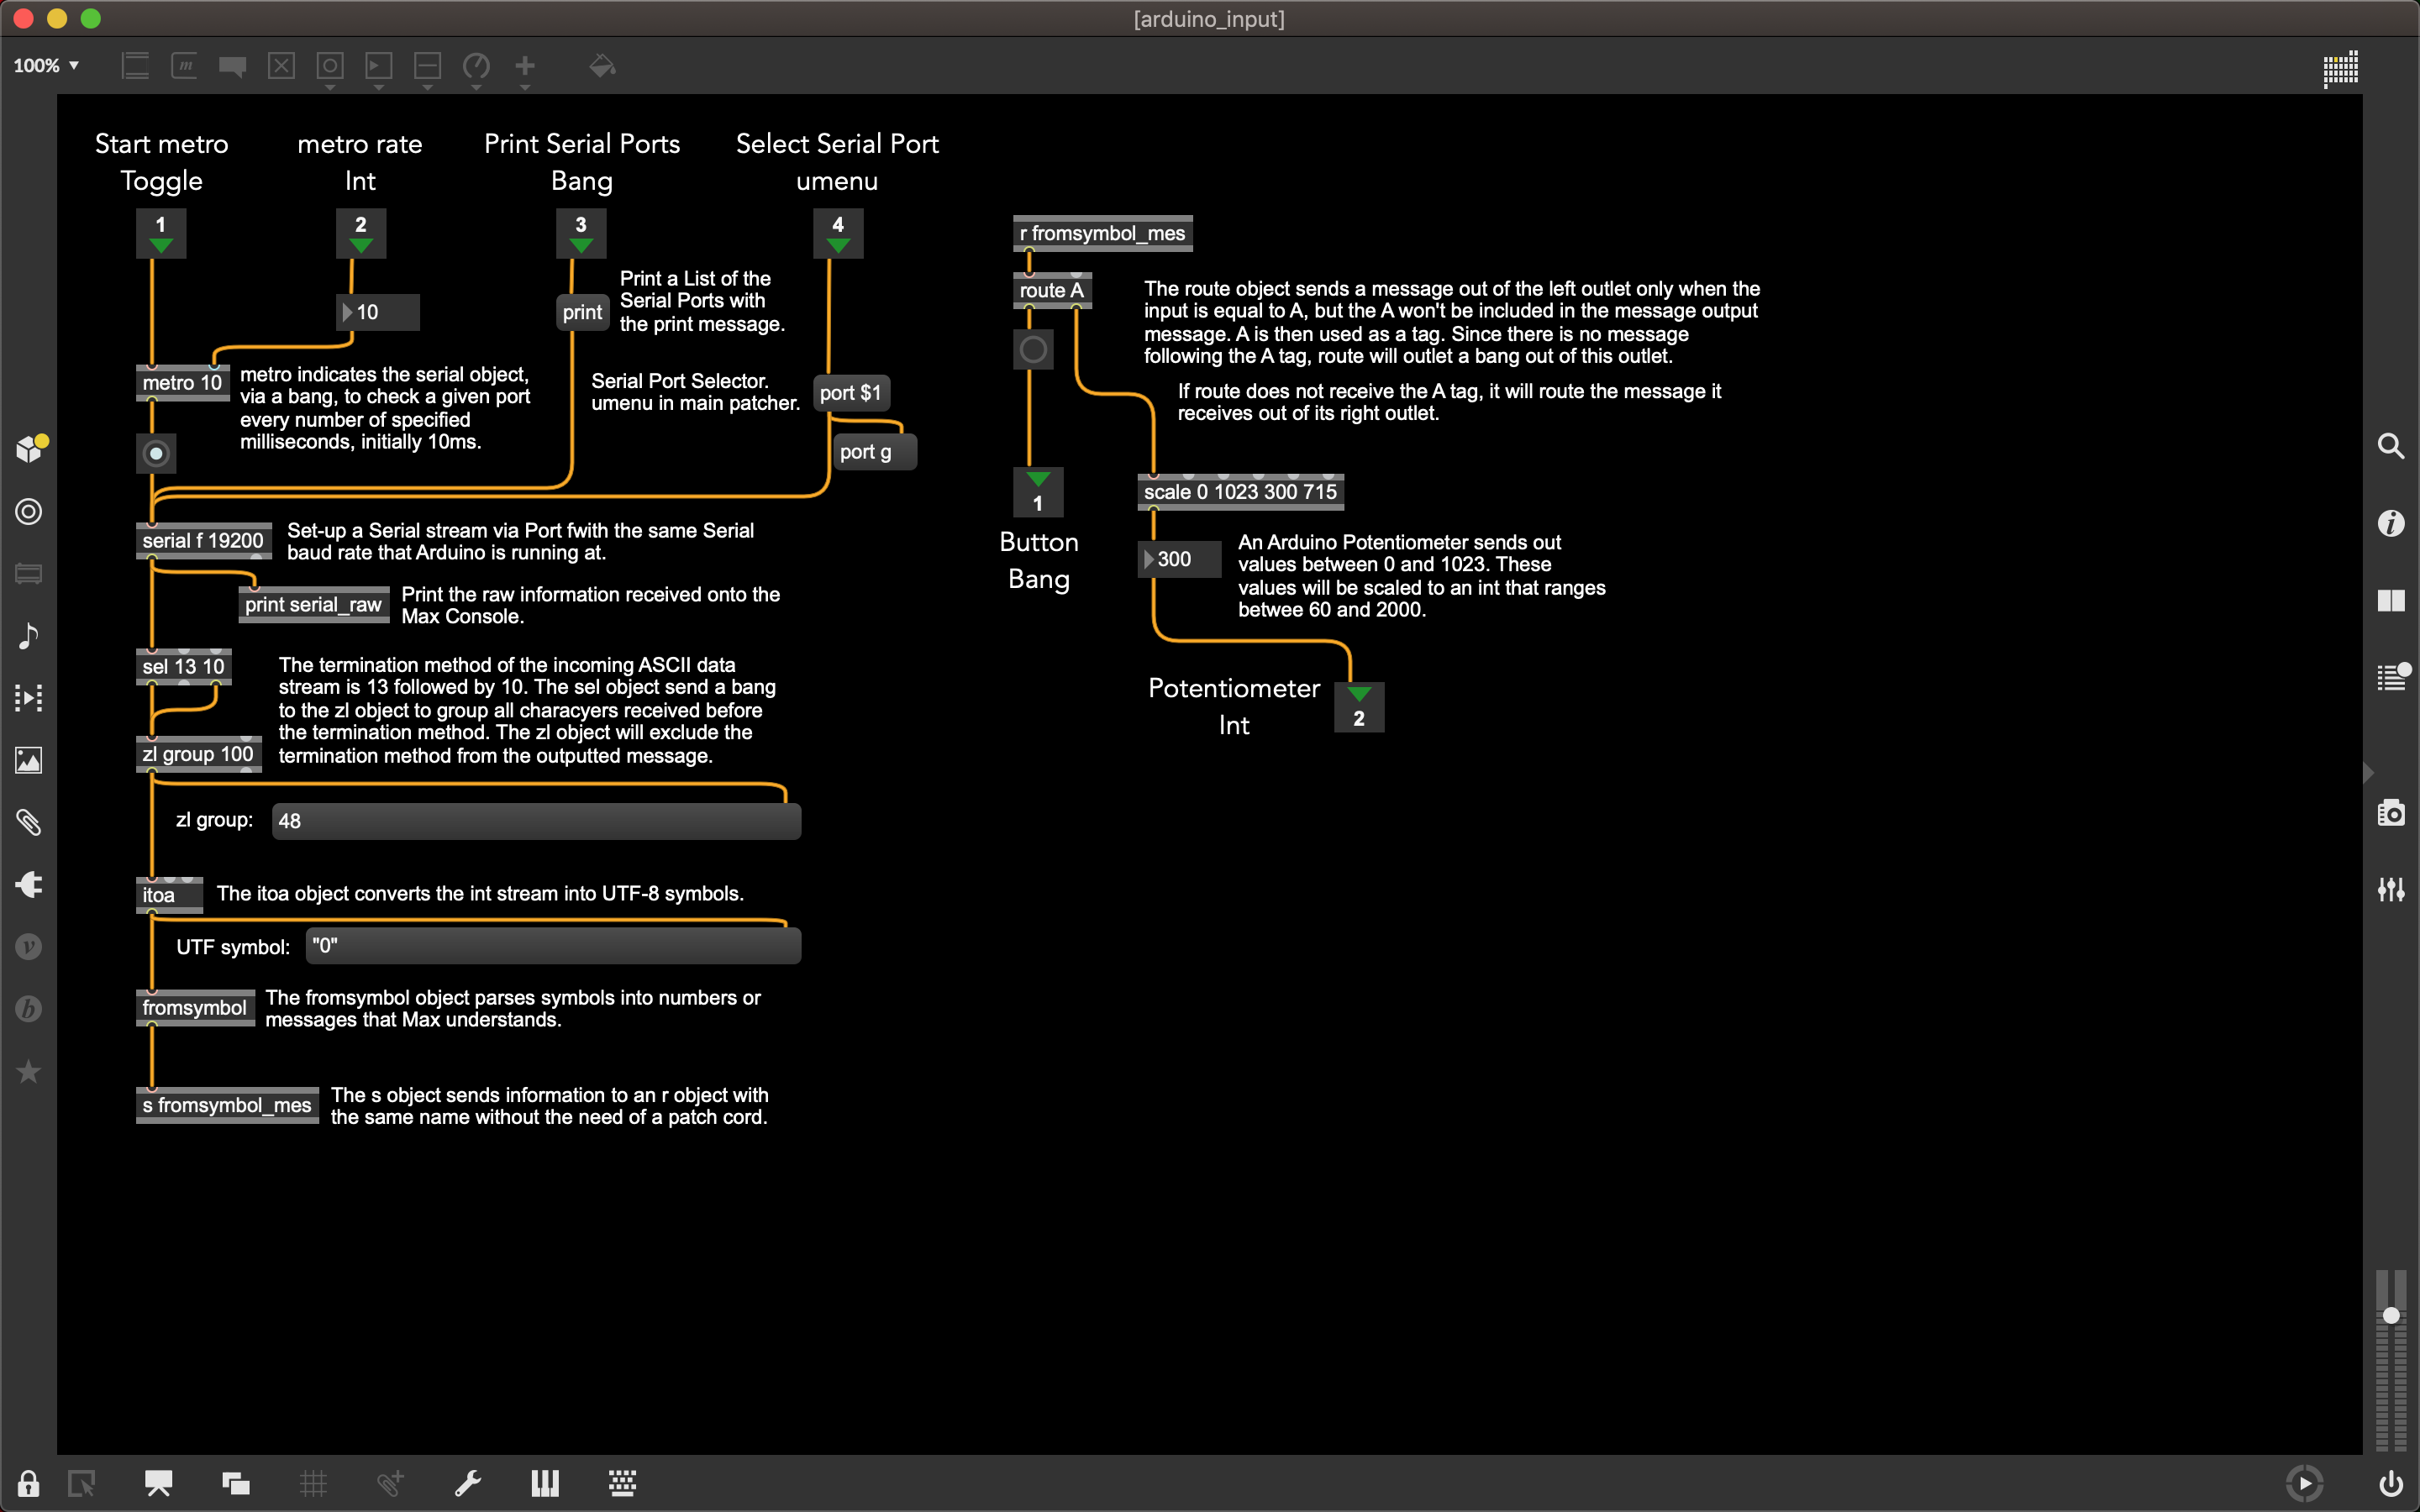 [arduino_input]
100%
Start metro
Toggle
metro rate
Int
Print Serial Ports
Bang
Select Serial Port
umenu
1
2
3
4
10
print
Print a List of the
Serial Ports with
the print message.
metro 10
metro indicates the serial object,
via a bang, to check a given port
every number of specified
milliseconds, initially 10ms.
Serial Port Selector.
umenu in main patcher.
port $1
port g
serial f 19200
Set-up a Serial stream via Port fwith the same Serial
baud rate that Arduino is running at.
print serial_raw
Print the raw information received onto the
Max Console.
sel 13 10
The termination method of the incoming ASCII data
stream is 13 followed by 10. The sel object send a bang
to the zl object to group all characyers received before
the termination method. The zl object will exclude the
termination method from the outputted message.
zl group 100
zl group:
48
itoa
The itoa object converts the int stream into UTF-8 symbols.
UTF symbol:
"0"
fromsymbol
The fromsymbol object parses symbols into numbers or
messages that Max understands.
s fromsymbol_mes
The s object sends information to an r object with
the same name without the need of a patch cord.
r fromsymbol_mes
route A
The route object sends a message out of the left outlet only when the
input is equal to A, but the A won't be included in the message output
message. A is then used as a tag. Since there is no message
following the A tag, route will outlet a bang out of this outlet.
If route does not receive the A tag, it will route the message it
receives out of its right outlet.
1
Button
Bang
scale 0 1023 300 715
300
An Arduino Potentiometer sends out
values between 0 and 1023. These
values will be scaled to an int that ranges
betwee 60 and 2000.
Potentiometer
Int
2